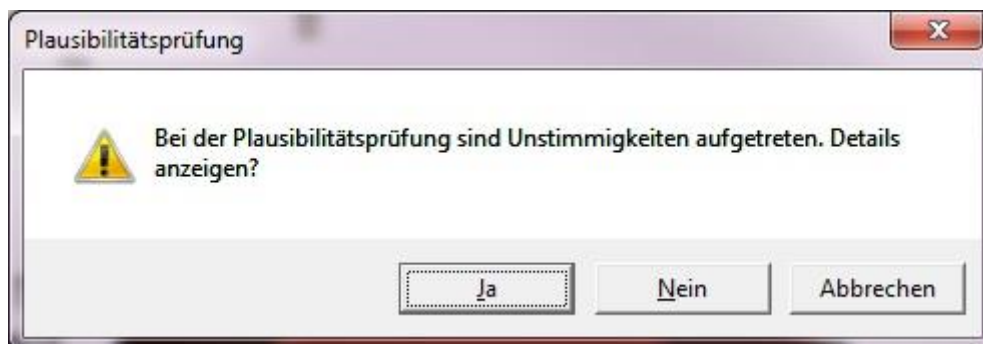 Plausibilitätsprüfung
Bei der Plausibilitätsprüfung sind Unstimmigkeiten aufgetreten. Details
anzeigen?
Ja
Nein
Abbrechen